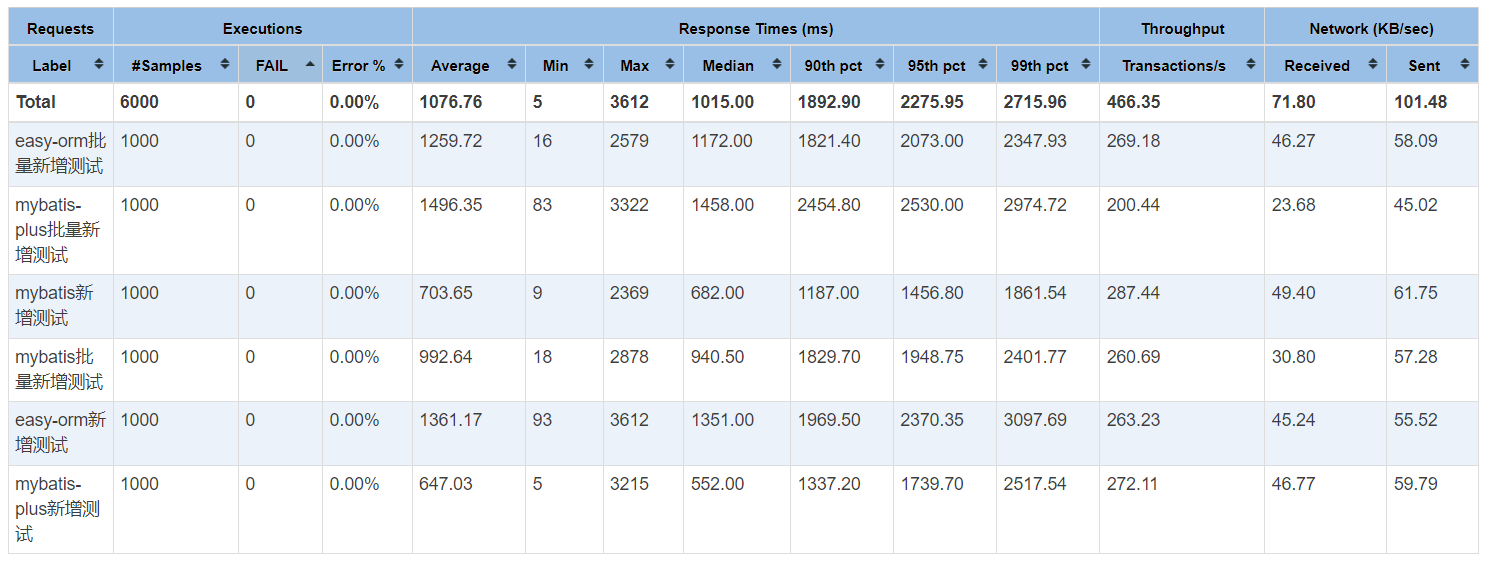 Requests Executions Response Times (ms) Throughput Network (KB/sec)
Label #Samples FAIL Error % Average Min Max Median 90th pct 95th pct 99th pct Transactions/s Received Sent
Total 6000 0 0.00% 1076.76 5 3612 1015.00 1892.90 2275.95 2715.96 466.35 71.80 101.48
easy-orm批 1000 0 0.00% 1259.72 16 2579 1172.00 1821.40 2073.00 2347.93 269.18 46.27 58.09
量新增测试
mybatis- 1000 0 0.00% 1496.35 83 3322 1458.00 2454.80 2530.00 2974.72 200.44 23.68 45.02
plus批量新
增测试
mybatis新 1000 0 0.00% 703.65 9 2369 682.00 1187.00 1456.80 1861.54 287.44 49.40 61.75
增测试
mybatis批 1000 0 0.00% 992.64 18 2878 940.50 1829.70 1948.75 2401.77 260.69 30.80 57.28
量新增测试
easy-orm新 1000 0 0.00% 1361.17 93 3612 1351.00 1969.50 2370.35 3097.69 263.23 45.24 55.52
增测试
mybatis- 1000 0 0.00% 647.03 5 3215 552.00 1337.20 1739.70 2517.54 272.11 46.77 59.79
plus新增测
试